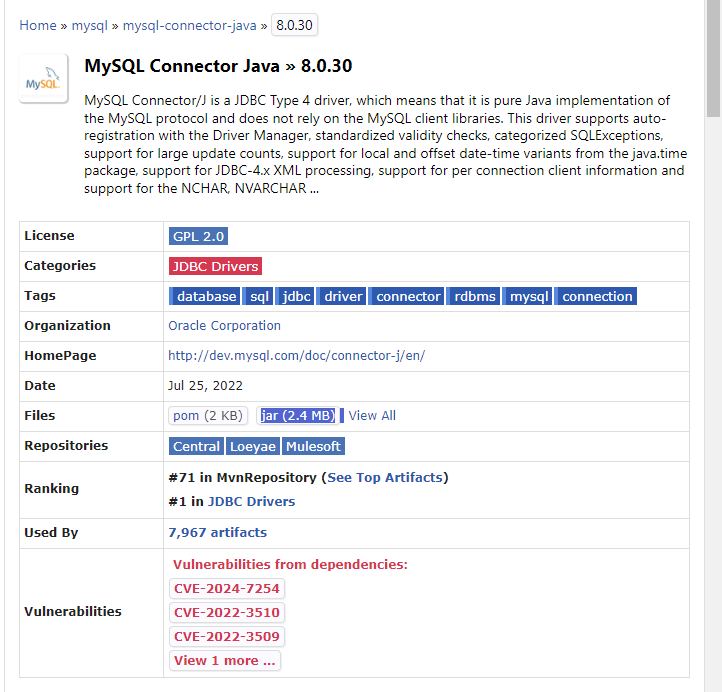 Home » mysql » mysql-connector-java » 8.0.30
MySQL
MySQL Connector Java » 8.0.30
MySQL Connector/J is a JDBC Type 4 driver, which means that it is pure Java implementation of
the MySQL protocol and does not rely on the MySQL client libraries. This driver supports auto-
registration with the Driver Manager, standardized validity checks, categorized SQLExceptions,
support for large update counts, support for local and offset date-time variants from the java.time
package, support for JDBC-4.x XML processing, support for per connection client information and
support for the NCHAR, NVARCHAR ...
License GPL 2.0
Categories JDBC Drivers
Tags database sql jdbc driver connector rdbms mysql connection
Organization Oracle Corporation
HomePage http://dev.mysql.com/doc/connector-j/en/
Date Jul 25, 2022
Files pom (2 KB) jar (2.4 MB) View All
Repositories Central Loeyae Mulesoft
Ranking #71 in MvnRepository (See Top Artifacts)
#1 in JDBC Drivers
Used By 7,967 artifacts
Vulnerabilities Vulnerabilities from dependencies:
CVE-2024-7254
CVE-2022-3510
CVE-2022-3509
View 1 more ...